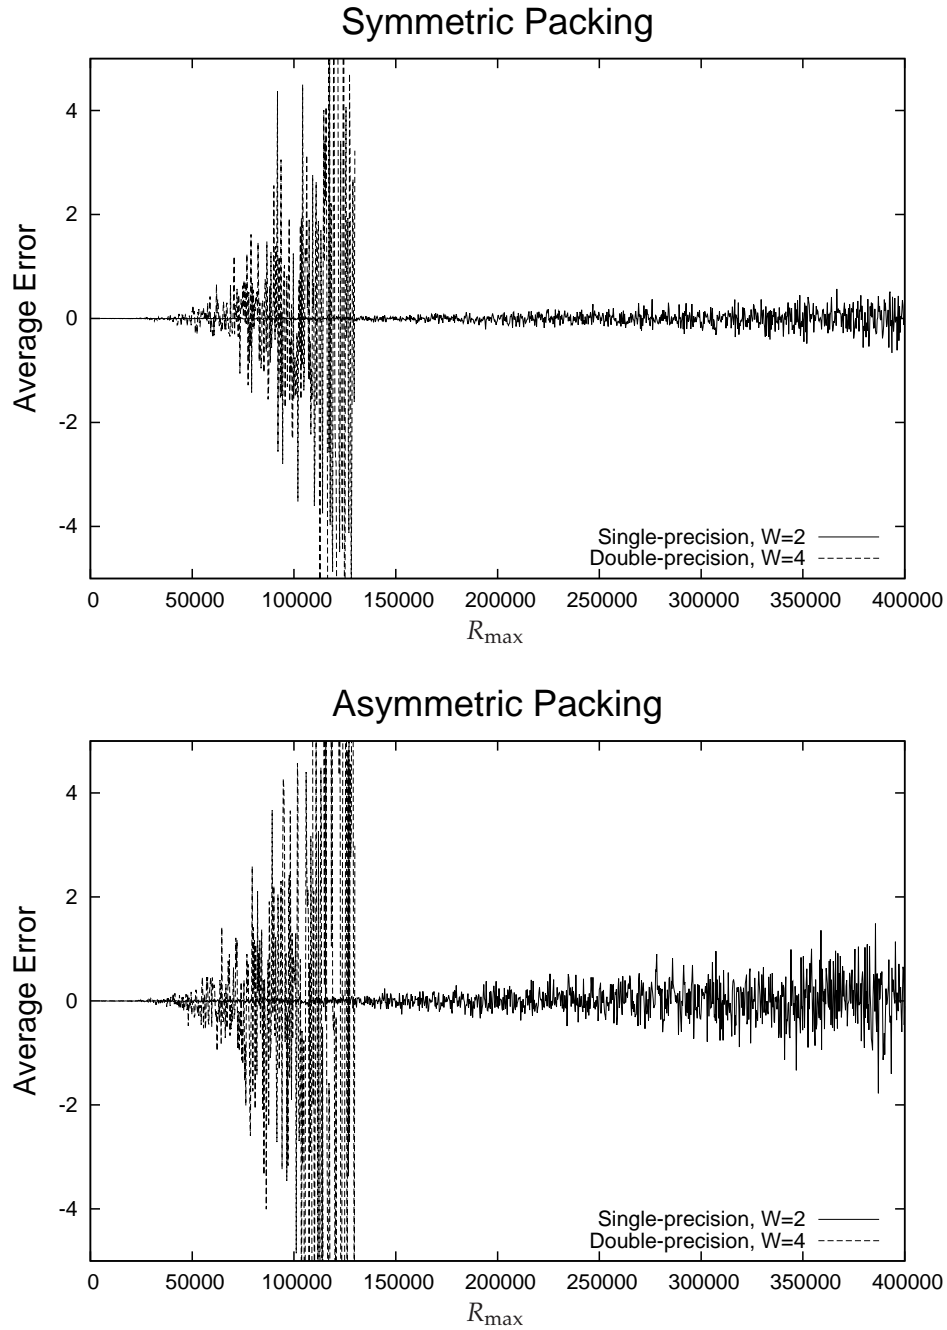 Symmetric Packing
4
2
0
-2
-4
Average Error
Single-precision, W=2
Double-precision, W=4
0 50000 100000 150000 200000 250000 300000 350000 400000
Rmax
Asymmetric Packing
4
2
0
-2
-4
Average Error
Single-precision, W=2
Double-precision, W=4
0 50000 100000 150000 200000 250000 300000 350000 400000
Rmax